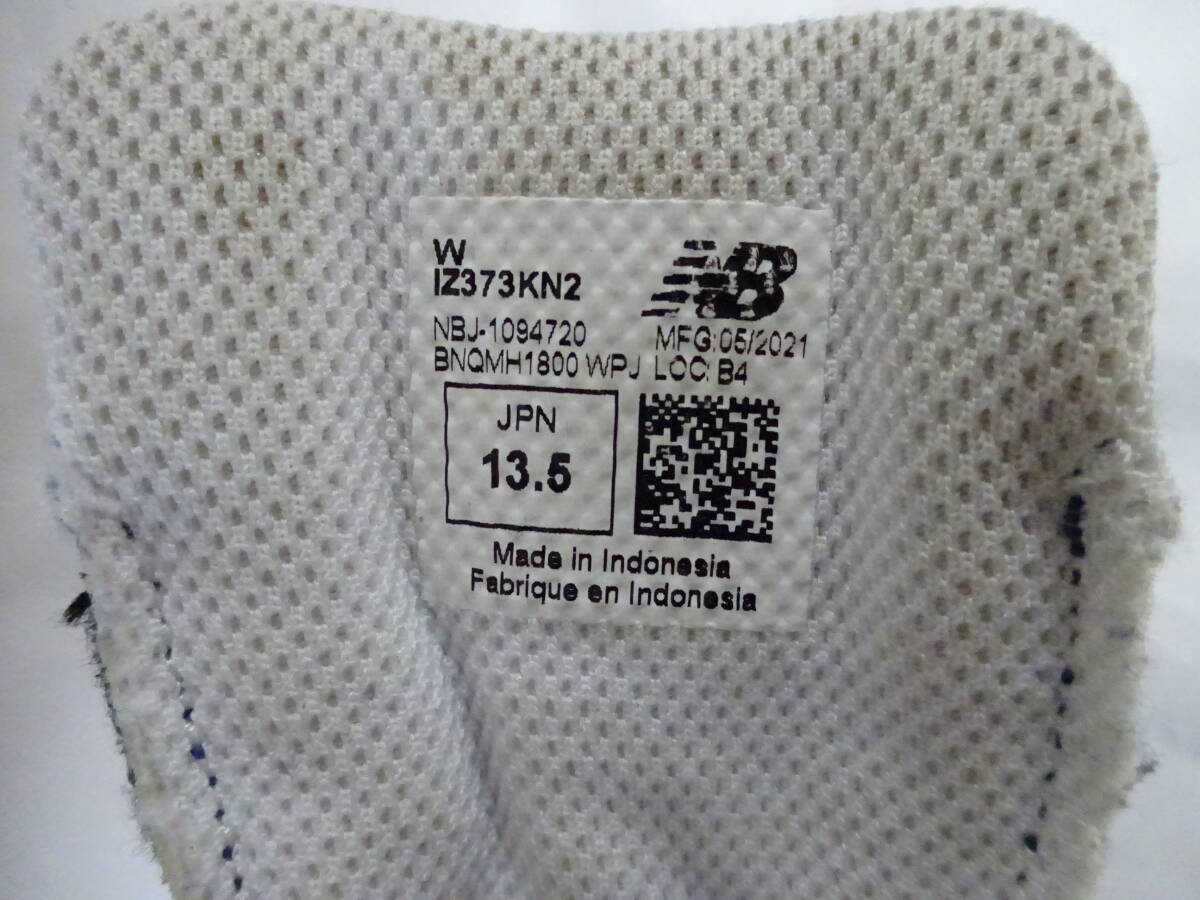 W
IZ373KN2
NB
NBJ-1094720 MFG:05/2021
BNQMH1800 WPJ LOC: B4
JPN
13.5
Made in Indonesia
Fabrique en Indonesia